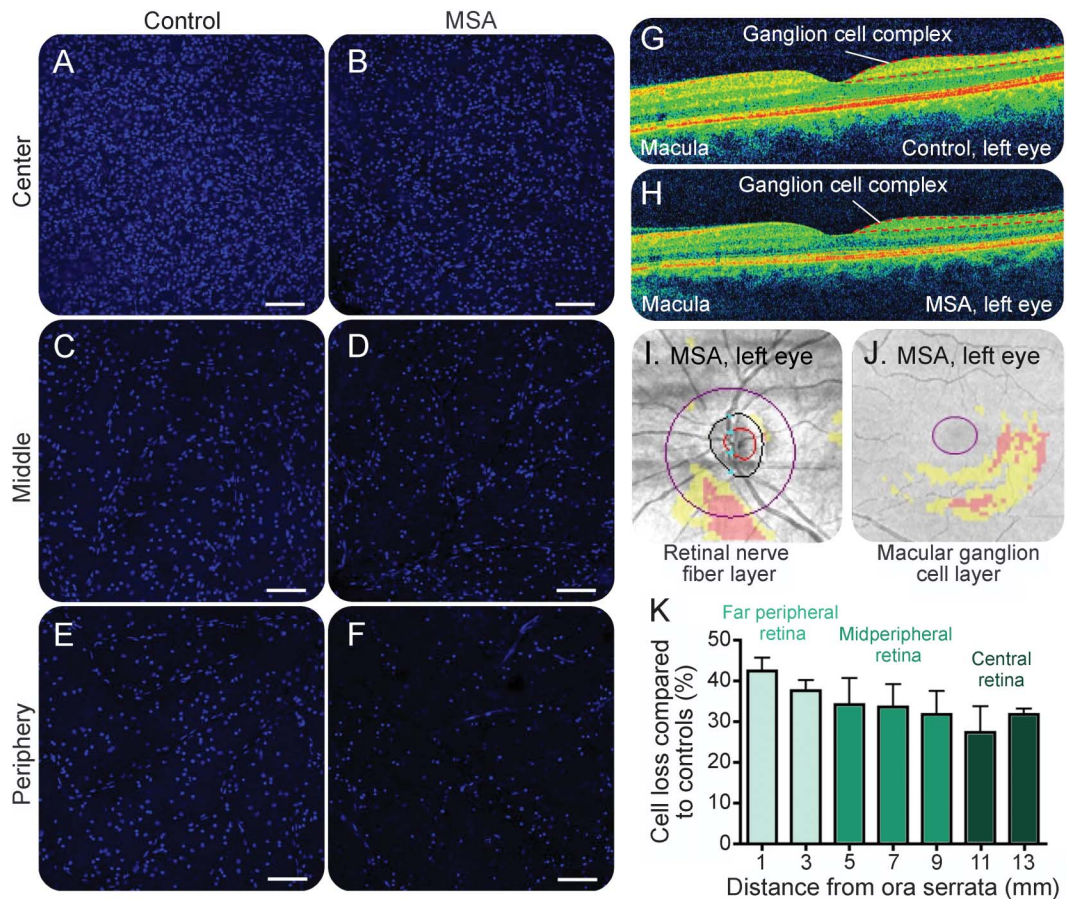 Control
MSA
Center
A
B
Middle
C
D
Periphery
E
F
G
Ganglion cell complex
Macula
Control, left eye
H
Ganglion cell complex
Macula
MSA, left eye
I. MSA, left eye
Retinal nerve
fiber layer
J. MSA, left eye
Macular ganglion
cell layer
K
Far peripheral
retina
Midperipheral
retina
Central
retina
Cell loss compared
to controls (%)
50
40
30
20
10
0
1 3 5 7 9 11 13
Distance from ora serrata (mm)